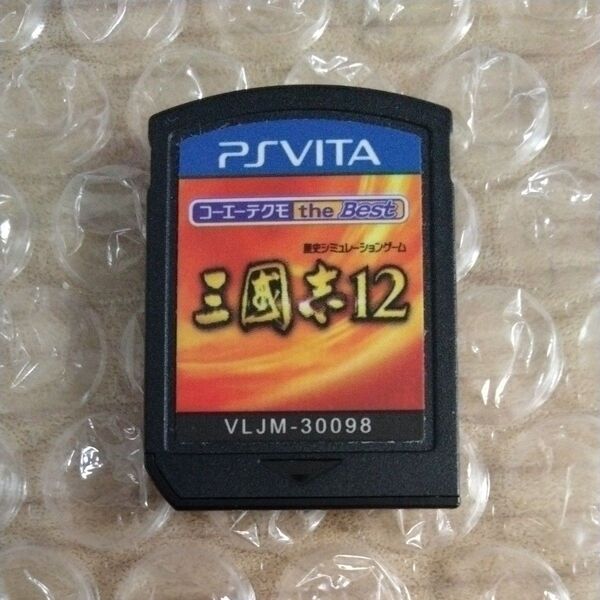 PSVITA
コーエーテクモ the Best
歴史シミュレーションゲーム
三國志12
VLJM-30098